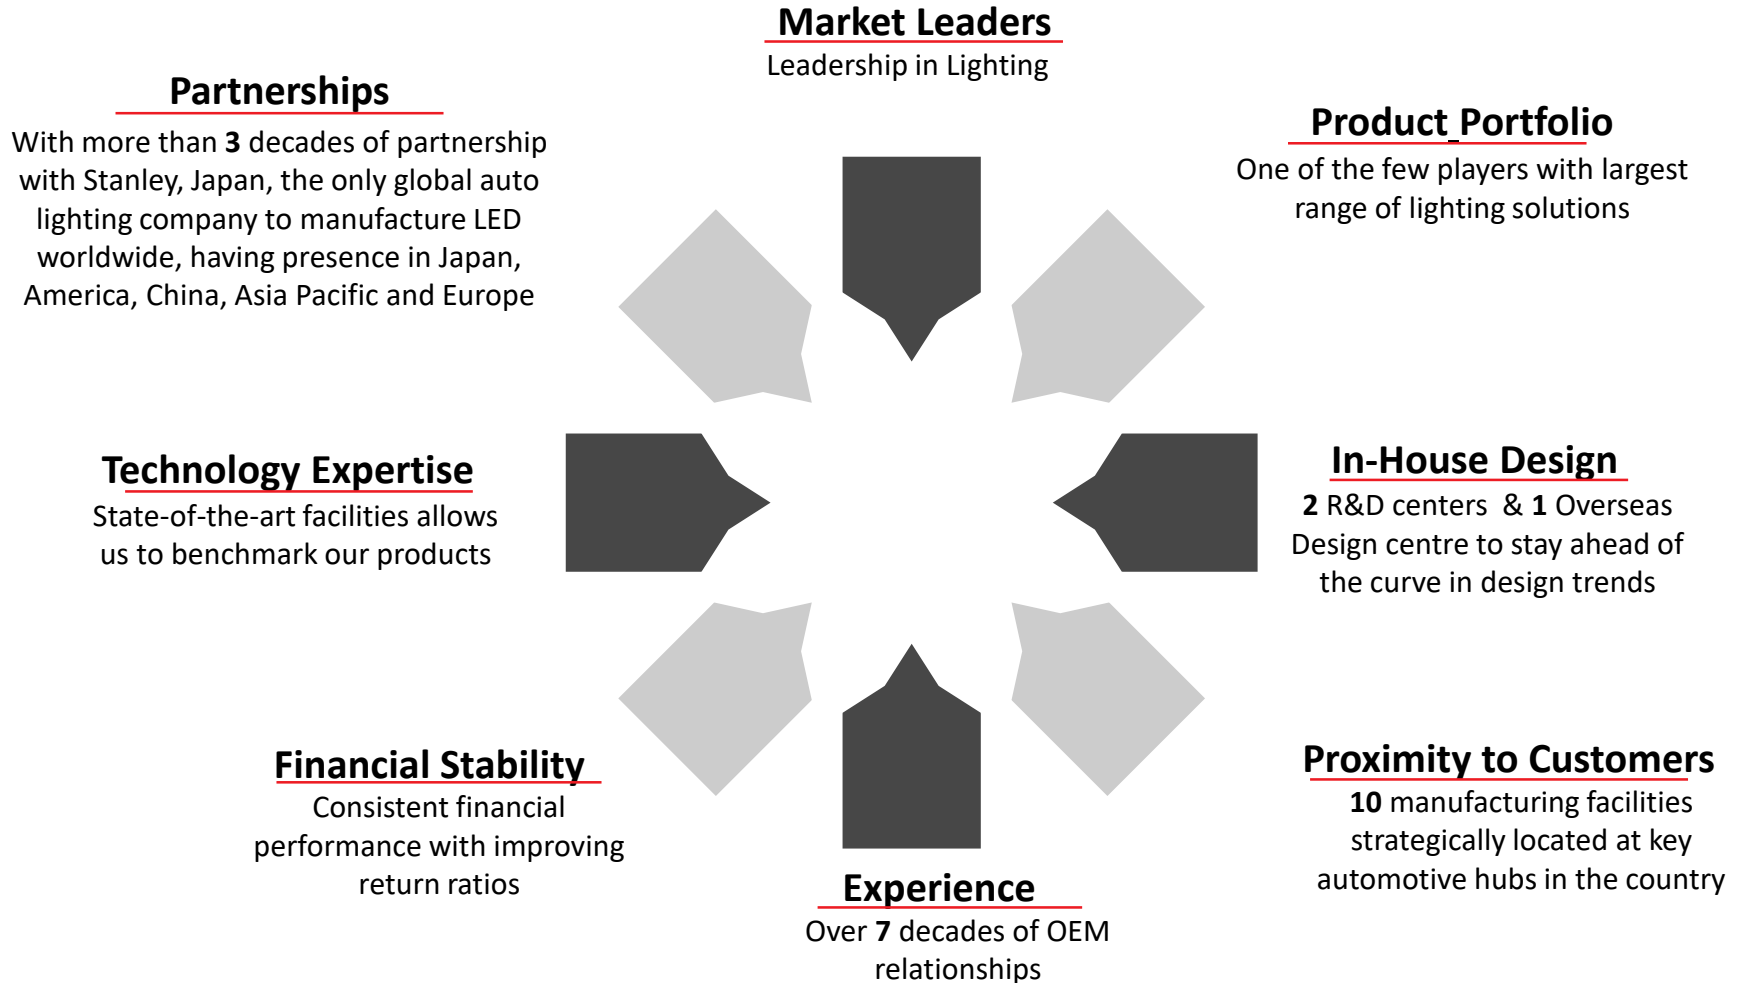 Market Leaders
Leadership in Lighting
Partnerships
With more than 3 decades of partnership
with Stanley, Japan, the only global auto
lighting company to manufacture LED
worldwide, having presence in Japan,
America, China, Asia Pacific and Europe
Product Portfolio
One of the few players with largest
range of lighting solutions
Technology Expertise
State-of-the-art facilities allows
us to benchmark our products
In-House Design
2 R&D centers & 1 Overseas
Design centre to stay ahead of
the curve in design trends
Financial Stability
Consistent financial
performance with improving
return ratios
Proximity to Customers
10 manufacturing facilities
strategically located at key
automotive hubs in the country
Experience
Over 7 decades of OEM
relationships